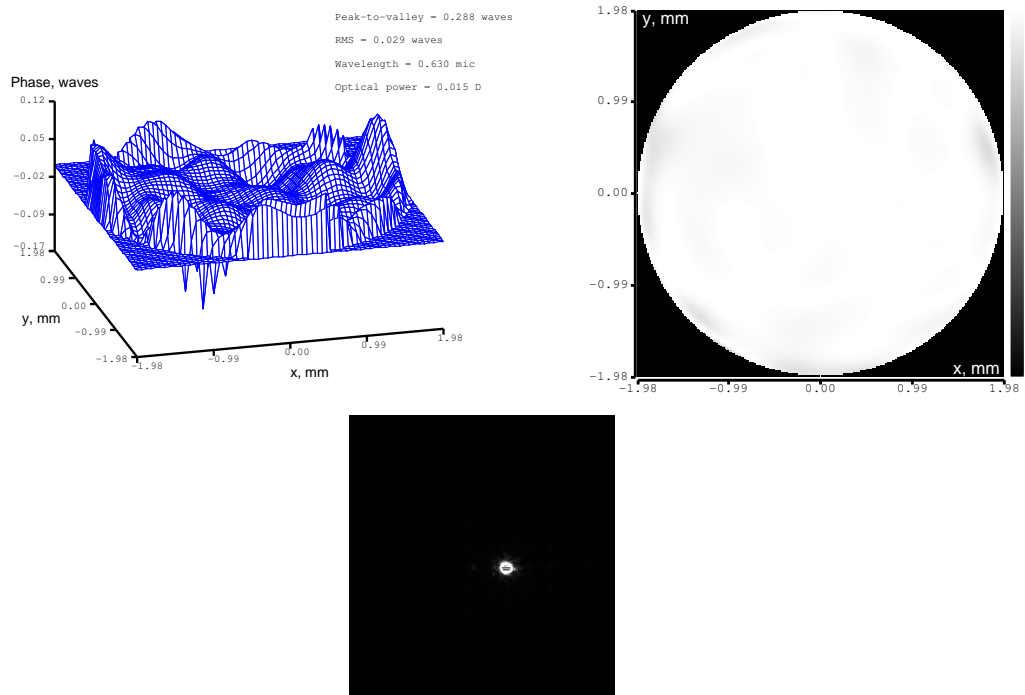 Peak-to-valley = 0.288 waves
RMS = 0.029 waves
Wavelength = 0.630 mic
Optical power = 0.015 D
Phase, waves
0.12
0.05
-0.02
-0.09
-0.17
1.98
0.99
0.00
-0.99
-1.98
y, mm
-1.98
-0.99
0.00
0.99
1.98
x, mm
1.98
0.99
0.00
-0.99
-1.98
y, mm
x, mm
-1.98
-0.99
0.00
0.99
1.98